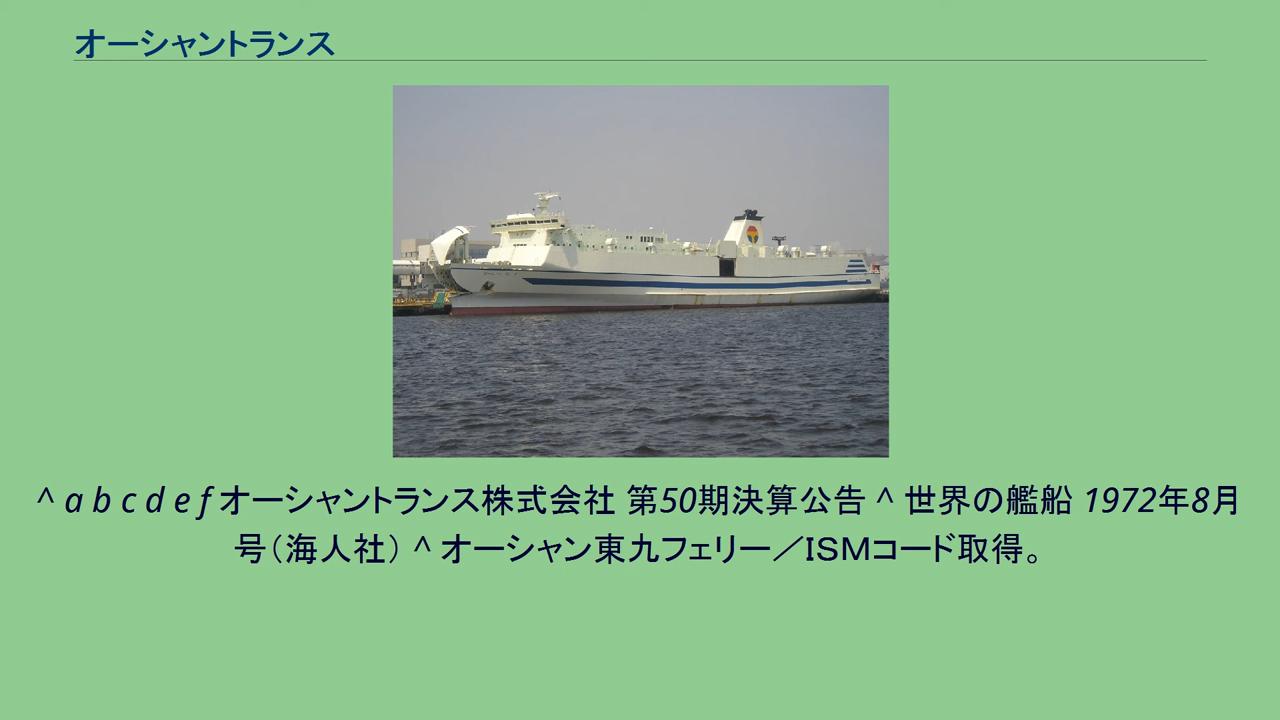 オーシャントランス
^ a b c d e f オーシャントランス株式会社 第50期決算公告 ^ 世界の艦船 1972年8月
号（海人社） ^ オーシャン東九フェリー／ＩＳＭコード取得。